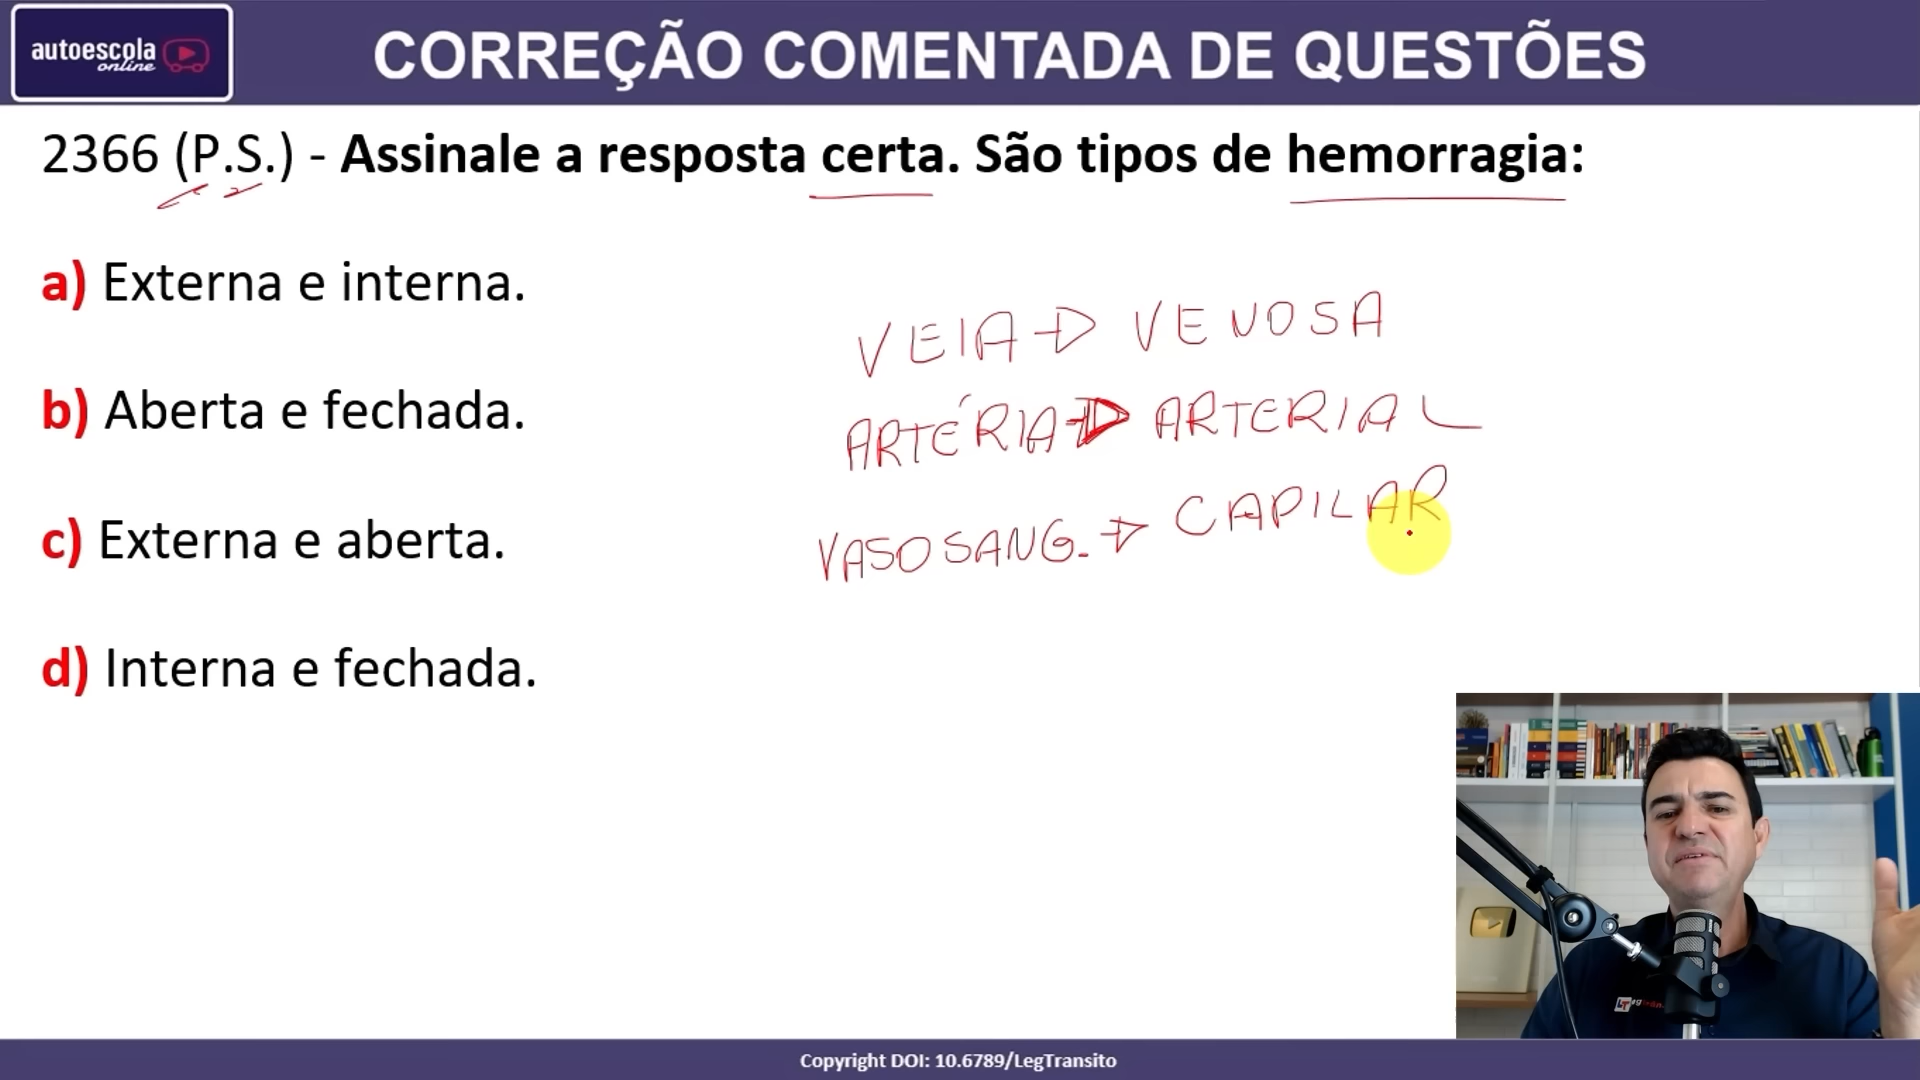 autoescola
online
CORREÇÃO COMENTADA DE QUESTÕES
2366 (P.S.) - Assinale a resposta certa. São tipos de hemorragia:
a) Externa e interna.
b) Aberta e fechada.
c) Externa e aberta.
d) Interna e fechada.
VEIA → VENOSA
ARTÉRIA → ARTERIAL
VASO SANG. → CAPILAR
Copyright DOI: 10.6789/LegTransito